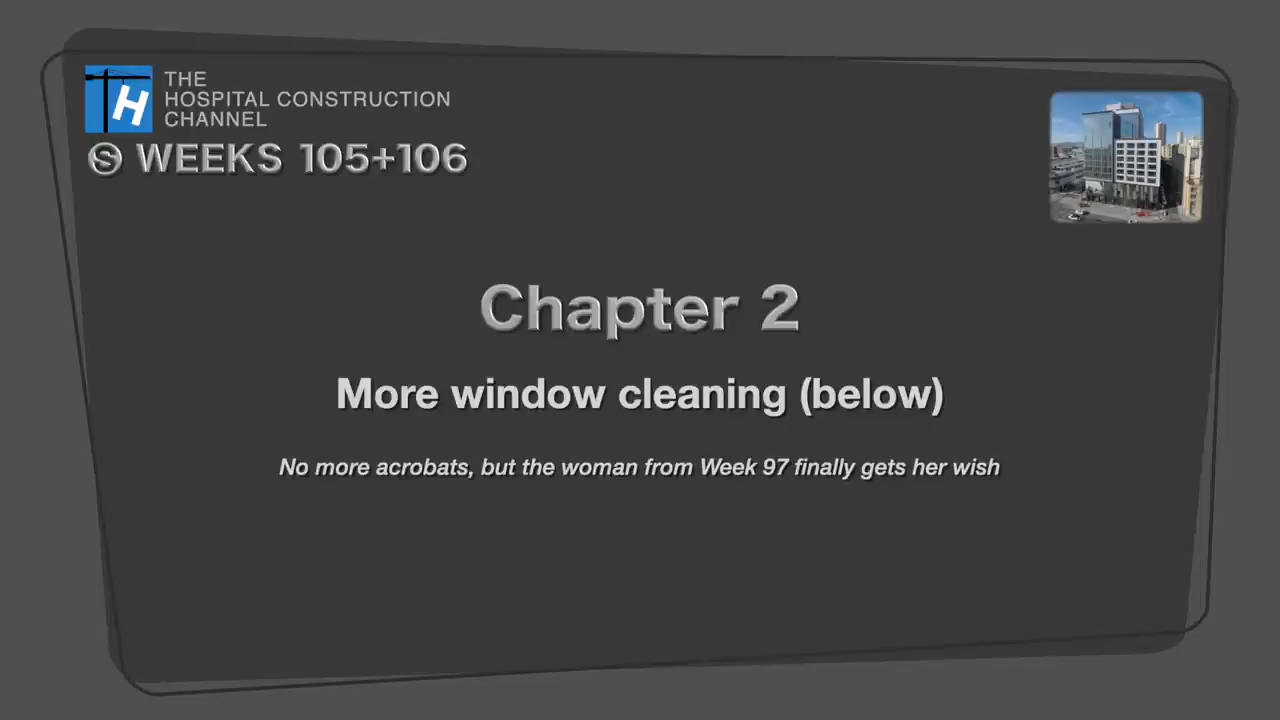 THE
HOSPITAL CONSTRUCTION
CHANNEL
H
S WEEKS 105+106
Chapter 2
More window cleaning (below)
No more acrobats, but the woman from Week 97 finally gets her wish